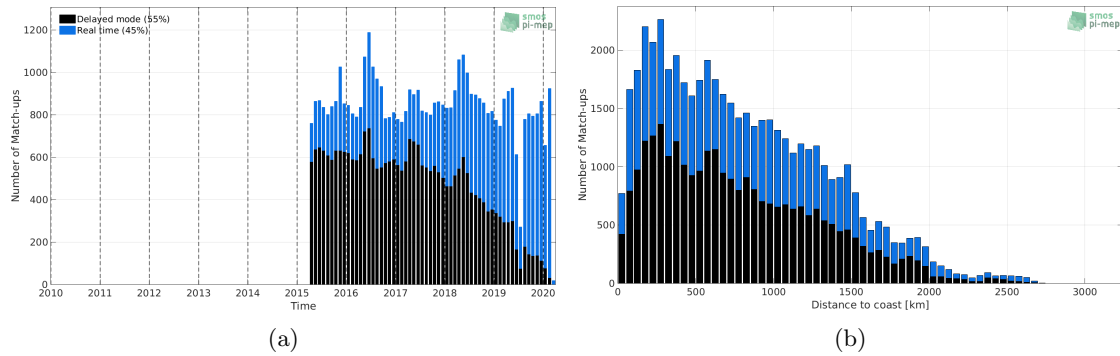 Delayed mode (55%)
Real time (45%)
smos
pi-mep
Number of Match-ups
0
200
400
600
800
1000
1200
2010 2011 2012 2013 2014 2015 2016 2017 2018 2019 2020
Time
(a)
smos
pi-mep
Number of Match-ups
0
500
1000
1500
2000
0 500 1000 1500 2000 2500 3000
Distance to coast [km]
(b)